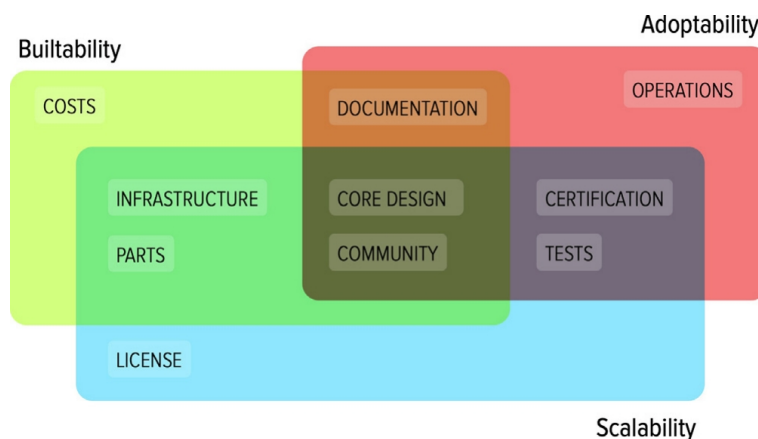 Adoptability
Builtability
OPERATIONS
COSTS
DOCUMENTATION
INFRASTRUCTURE
CORE DESIGN
CERTIFICATION
PARTS
COMMUNITY
TESTS
LICENSE
Scalability